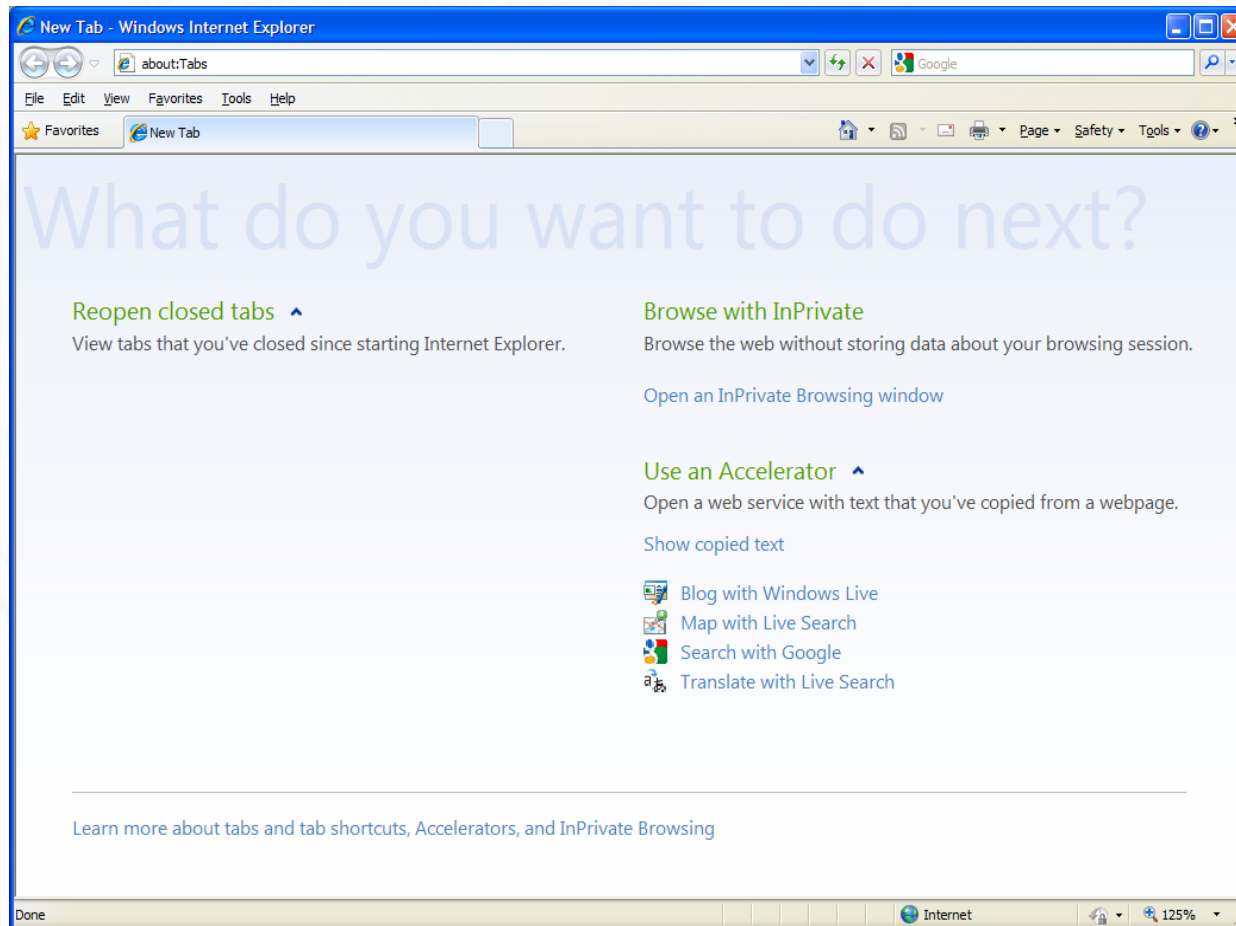 New Tab - Windows Internet Explorer
about:Tabs
Google
File Edit View Favorites Tools Help
Favorites New Tab Page Safety Tools
What do you want to do next?
Reopen closed tabs
View tabs that you've closed since starting Internet Explorer.
Browse with InPrivate
Browse the web without storing data about your browsing session.
Open an InPrivate Browsing window
Use an Accelerator
Open a web service with text that you've copied from a webpage.
Show copied text
Blog with Windows Live
Map with Live Search
Search with Google
Translate with Live Search
Learn more about tabs and tab shortcuts, Accelerators, and InPrivate Browsing
Done Internet 125%